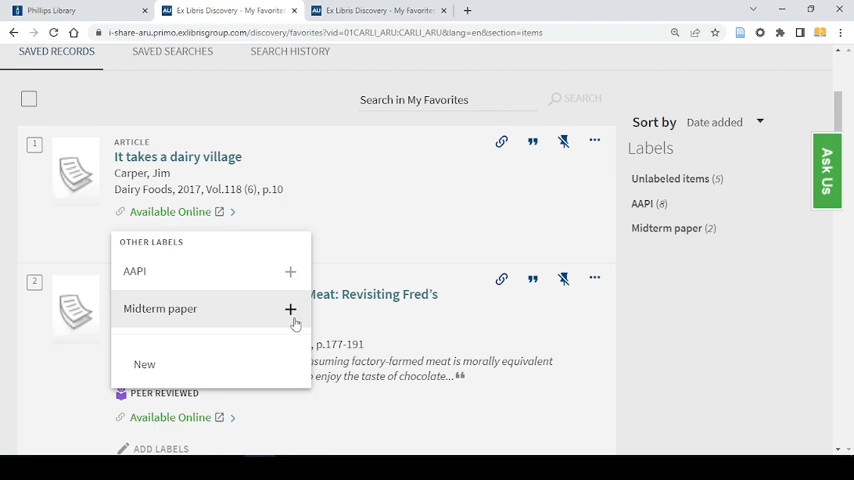 Phillips Library
Ex Libris Discovery - My Favorites
Ex Libris Discovery - My Favorites
i-share-aru.primo.exlibrisgroup.com/discovery/favorites?vid=01CARLI_ARU:CARLI_ARU&lang=en&section=items
SAVED RECORDS
SAVED SEARCHES
SEARCH HISTORY
Search in My Favorites
SEARCH
Sort by Date added
Labels
Unlabeled items (5)
AAPI (8)
Midterm paper (2)
Ask Us
1
ARTICLE
It takes a dairy village
Carper, Jim
Dairy Foods, 2017, Vol.118 (6), p.10
Available Online
OTHER LABELS
AAPI
Midterm paper
New
2
Meat: Revisiting Fred's
, p.177-191
suming factory-farmed meat is morally equivalent
enjoy the taste of chocolate...
PEER REVIEWED
Available Online
ADD LABELS